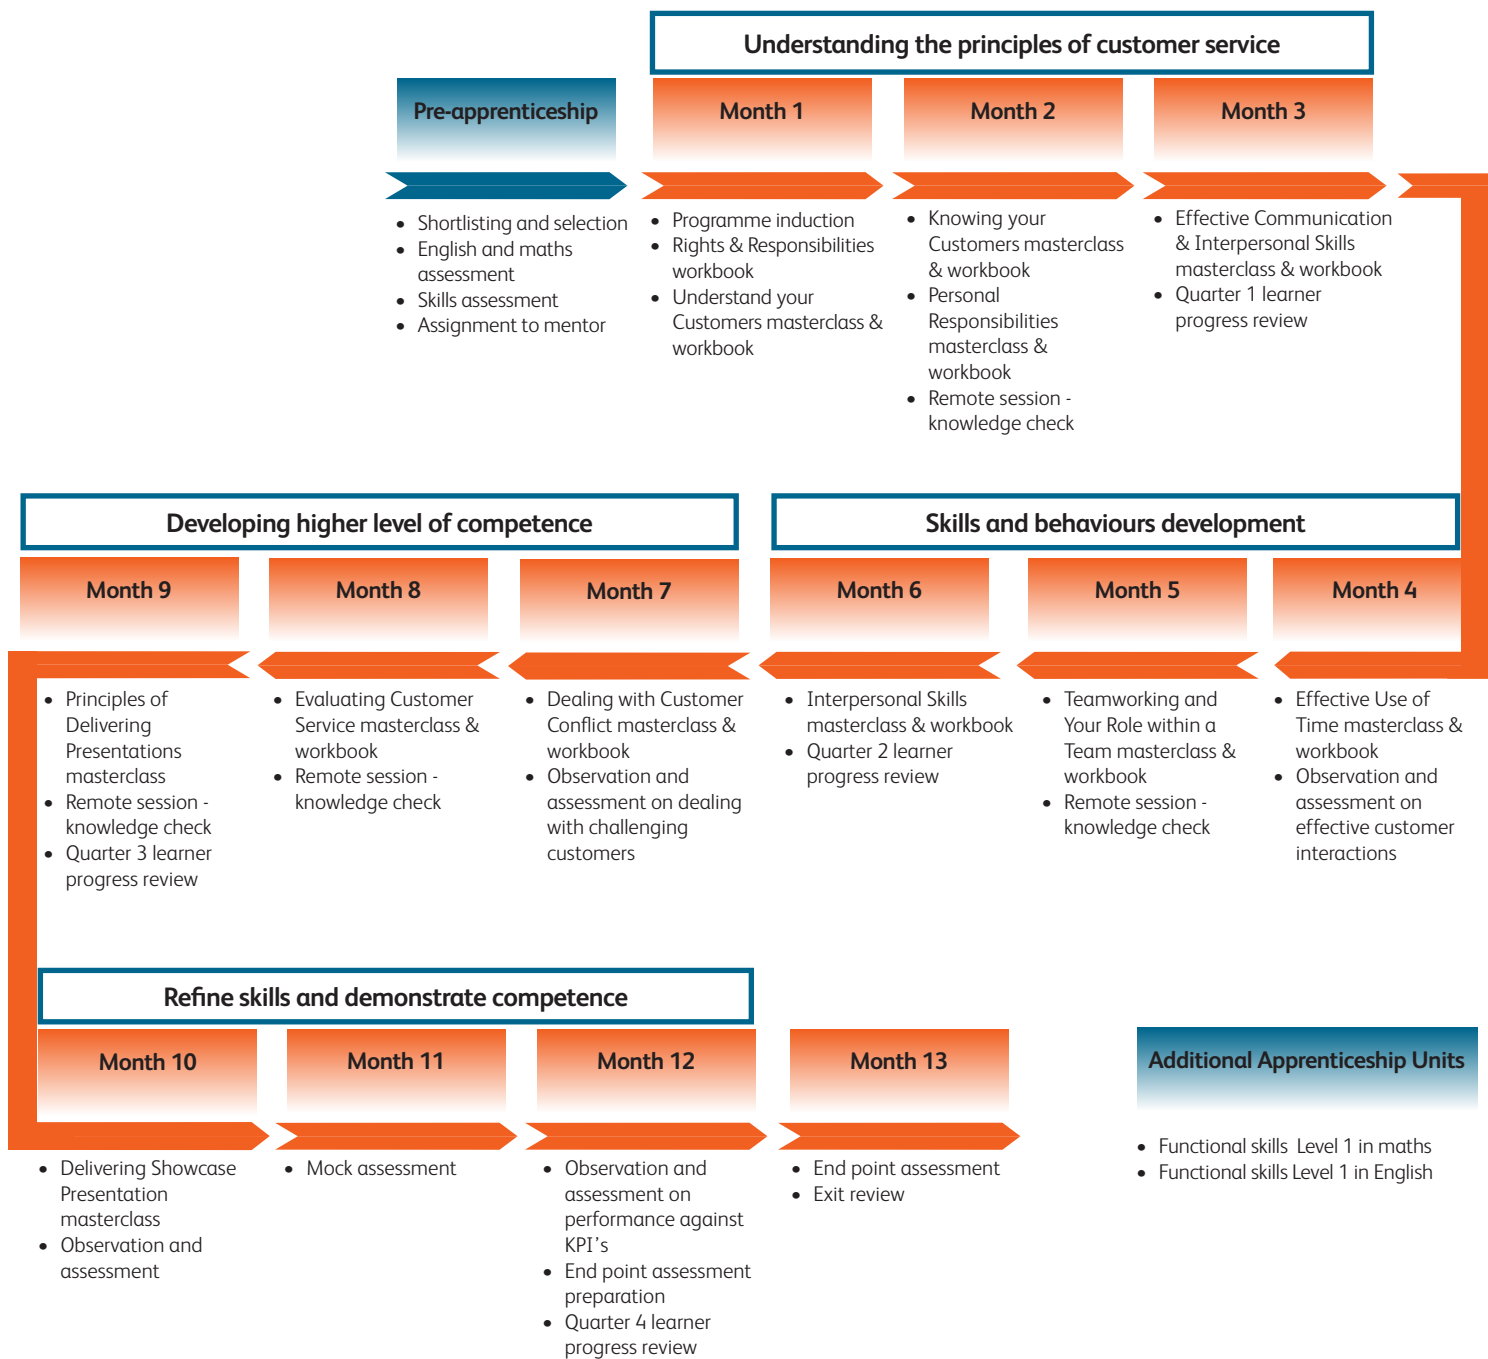 Understanding the principles of customer service
Pre-apprenticeship
• Shortlisting and selection
• English and maths
assessment
• Skills assessment
• Assignment to mentor
Month 1
• Programme induction
• Rights & Responsibilities
workbook
• Understand your
Customers masterclass &
workbook
Month 2
• Knowing your
Customers masterclass
& workbook
• Personal
Responsibilities
masterclass &
workbook
• Remote session -
knowledge check
Month 3
• Effective Communication
& Interpersonal Skills
masterclass & workbook
• Quarter 1 learner
progress review
Skills and behaviours development
Month 4
• Effective Use of
Time masterclass &
workbook
• Observation and
assessment on
effective customer
interactions
Month 5
• Teamworking and
Your Role within a
Team masterclass &
workbook
• Remote session -
knowledge check
Month 6
• Interpersonal Skills
masterclass & workbook
• Quarter 2 learner
progress review
Developing higher level of competence
Month 7
• Dealing with Customer
Conflict masterclass &
workbook
• Observation and
assessment on dealing
with challenging
customers
Month 8
• Evaluating Customer
Service masterclass &
workbook
• Remote session -
knowledge check
Month 9
• Principles of
Delivering
Presentations
masterclass
• Remote session -
knowledge check
• Quarter 3 learner
progress review
Refine skills and demonstrate competence
Month 10
• Delivering Showcase
Presentation
masterclass
• Observation and
assessment
Month 11
• Mock assessment
Month 12
• Observation and
assessment on
performance against
KPI's
• End point assessment
preparation
• Quarter 4 learner
progress review
Month 13
• End point assessment
• Exit review
Additional Apprenticeship Units
• Functional skills Level 1 in maths
• Functional skills Level 1 in English